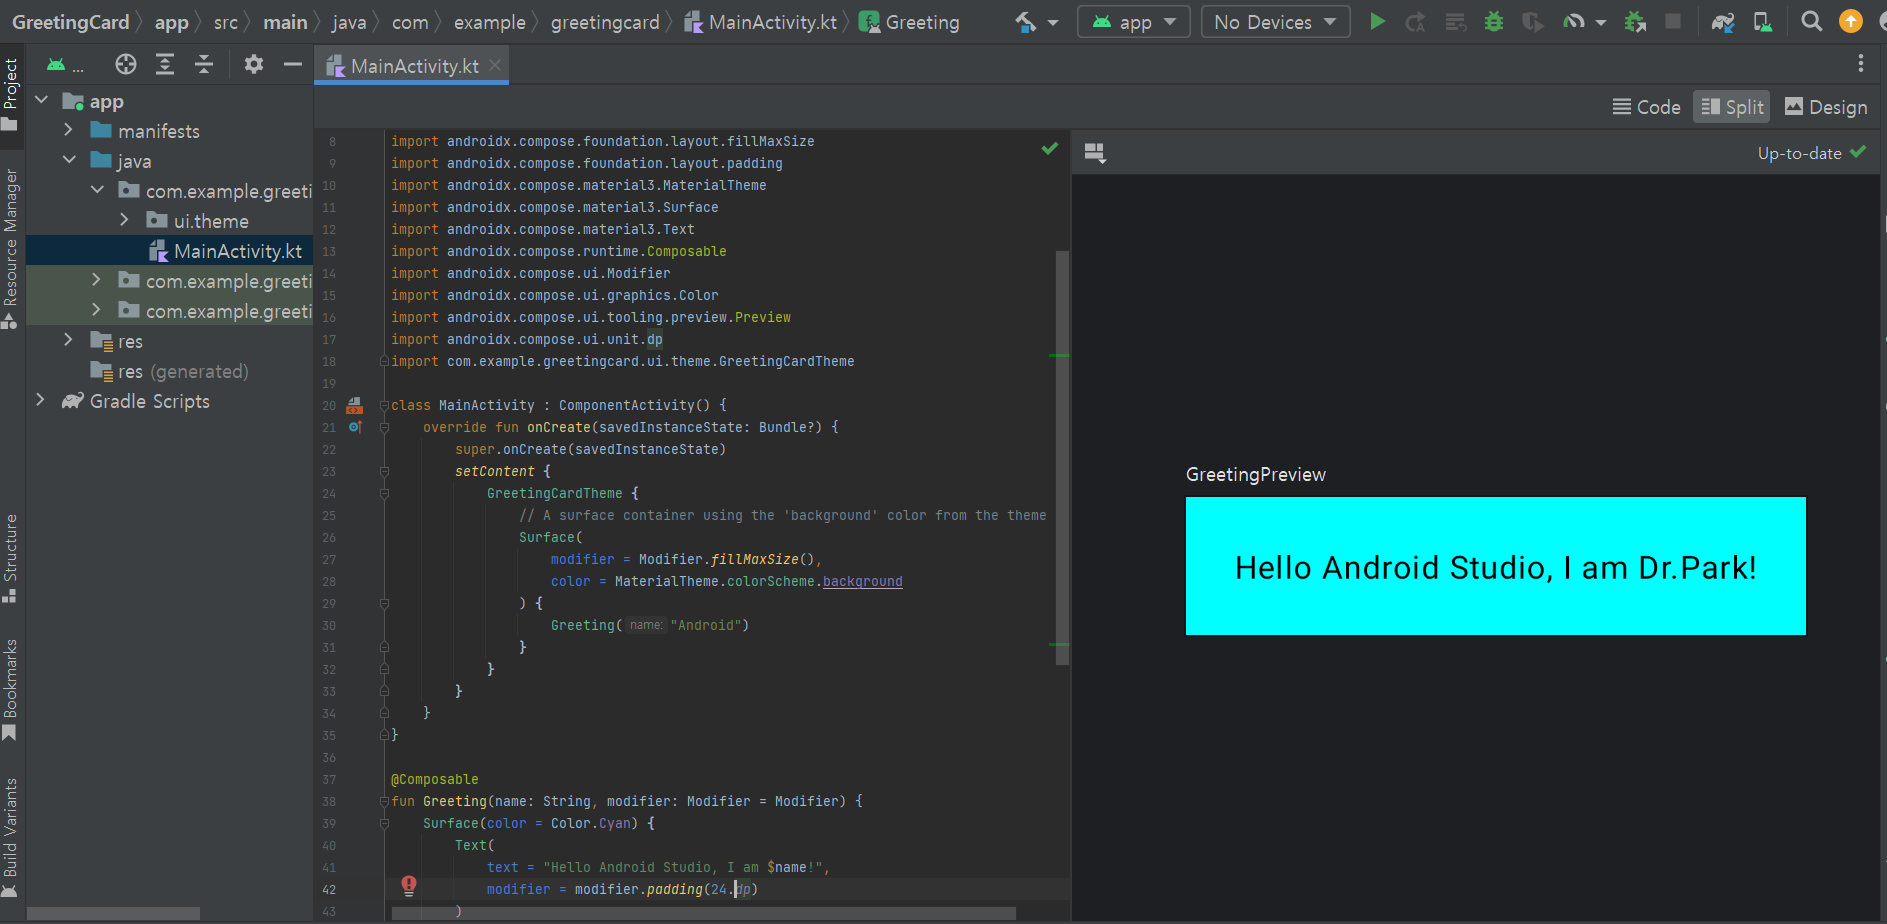 GreetingCard app src main java com example greetingcard MainActivity.kt Greeting app No Devices
... MainActivity.kt
Code Split Design
Up-to-date
Project
Resource Manager
Structure
Bookmarks
Build Variants
app
manifests
java
com.example.greeti
ui.theme
MainActivity.kt
com.example.greeti
com.example.greeti
res
res (generated)
Gradle Scripts
8 import androidx.compose.foundation.layout.fillMaxSize
9 import androidx.compose.foundation.layout.padding
10 import androidx.compose.material3.MaterialTheme
11 import androidx.compose.material3.Surface
12 import androidx.compose.material3.Text
13 import androidx.compose.runtime.Composable
14 import androidx.compose.ui.Modifier
15 import androidx.compose.ui.graphics.Color
16 import androidx.compose.ui.tooling.preview.Preview
17 import androidx.compose.ui.unit.dp
18 import com.example.greetingcard.ui.theme.GreetingCardTheme
19
20 class MainActivity : ComponentActivity() {
21 override fun onCreate(savedInstanceState: Bundle?) {
22 super.onCreate(savedInstanceState)
23 setContent {
24 GreetingCardTheme {
25 // A surface container using the 'background' color from the theme
26 Surface(
27 modifier = Modifier.fillMaxSize(),
28 color = MaterialTheme.colorScheme.background
29 ) {
30 Greeting( name: "Android")
31 }
32 }
33 }
34 }
35 }
36
37 @Composable
38 fun Greeting(name: String, modifier: Modifier = Modifier) {
39 Surface(color = Color.Cyan) {
40 Text(
41 text = "Hello Android Studio, I am $name!",
42 modifier = modifier.padding(24.dp)
43 )
GreetingPreview
Hello Android Studio, I am Dr.Park!